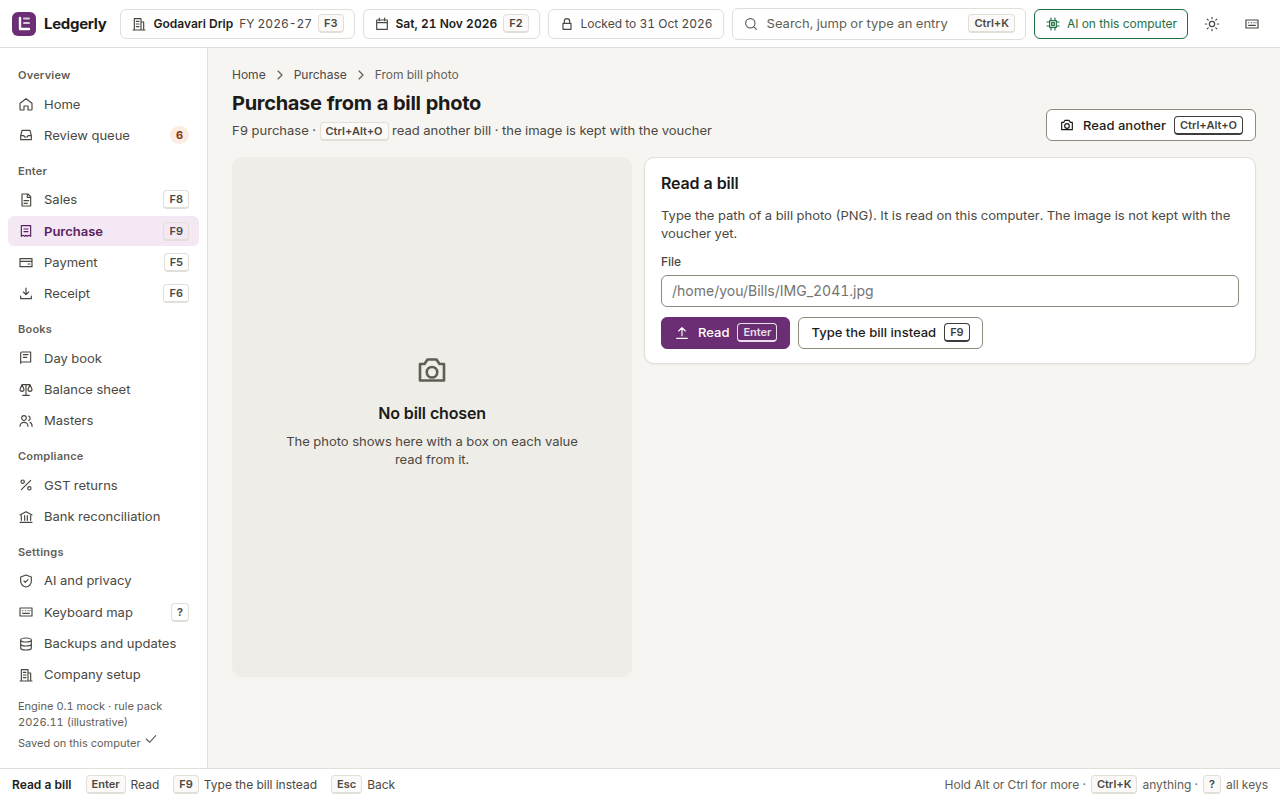 Ledgerly
Godavari Drip FY 2026-27 F3
Sat, 21 Nov 2026 F2
Locked to 31 Oct 2026
Search, jump or type an entry Ctrl+K
AI on this computer
Overview
Home
Review queue 6
Enter
Sales F8
Purchase F9
Payment F5
Receipt F6
Books
Day book
Balance sheet
Masters
Compliance
GST returns
Bank reconciliation
Settings
AI and privacy
Keyboard map ?
Backups and updates
Company setup
Engine 0.1 mock · rule pack
2026.11 (illustrative)
Saved on this computer
Home > Purchase > From bill photo
Purchase from a bill photo
F9 purchase · Ctrl+Alt+O read another bill · the image is kept with the voucher
Read another Ctrl+Alt+O
No bill chosen
The photo shows here with a box on each value
read from it.
Read a bill
Type the path of a bill photo (PNG). It is read on this computer. The image is not kept with the
voucher yet.
File
/home/you/Bills/IMG_2041.jpg
Read Enter
Type the bill instead F9
Read a bill Enter Read F9 Type the bill instead Esc Back
Hold Alt or Ctrl for more · Ctrl+K anything · ? all keys